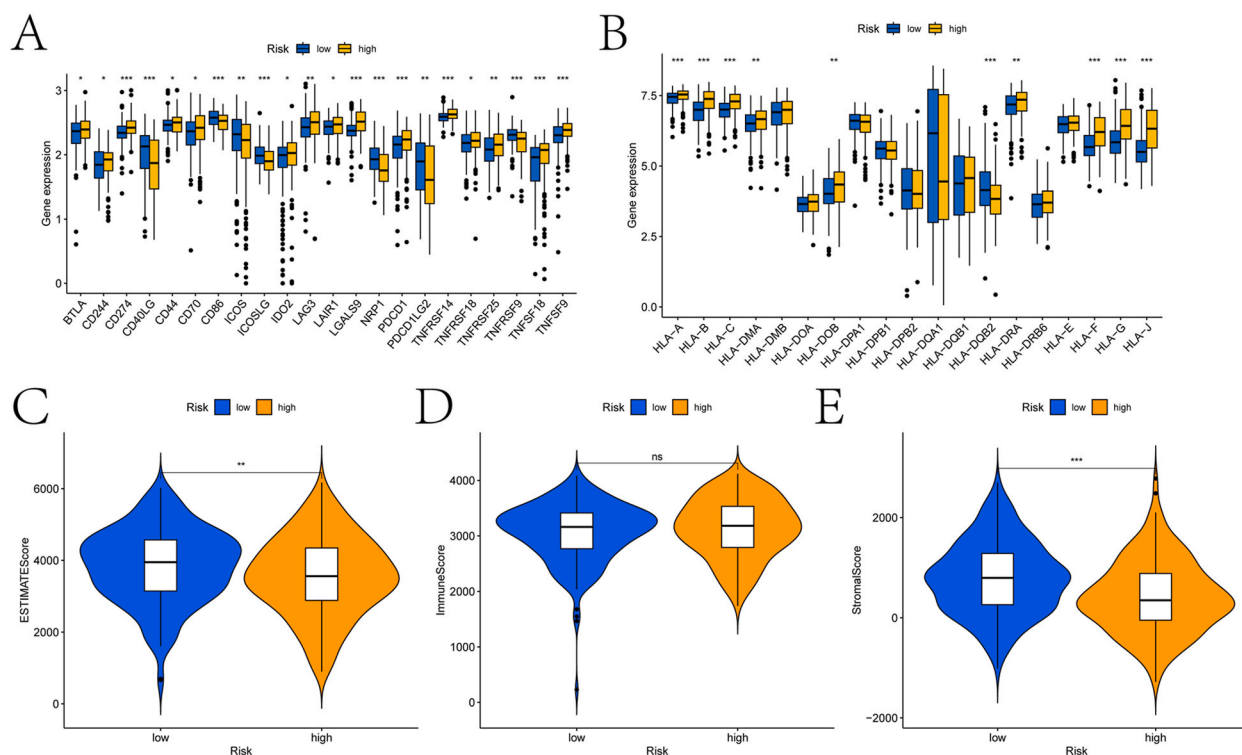 A
Risk low high
* * *** *** * * *** ** *** * ** * *** *** *** ** *** * ** *** *** ***
Gene expression
3
2
1
0
BTLA CD244 CD274 CD40LG CD44 CD70 CD86 ICOS ICOSLG IDO2 LAG3 LAIR1 LGALS9 NRP1 PDCD1 PDCD1LG2 TNFRSF14 TNFRSF18 TNFRSF25 TNFRSF9 TNFSF18 TNFSF9
B
Risk low high
*** *** *** ** ** *** ** *** *** ***
Gene expression
7.5
5.0
2.5
0.0
HLA-A HLA-B HLA-C HLA-DMA HLA-DMB HLA-DOA HLA-DOB HLA-DPA1 HLA-DPB1 HLA-DPB2 HLA-DQA1 HLA-DQB1 HLA-DQB2 HLA-DRA HLA-DRB6 HLA-E HLA-F HLA-G HLA-J
C
Risk low high
**
ESTIMATEScore
6000
4000
2000
0
low high
Risk
D
Risk low high
ns
ImmuneScore
4000
3000
2000
1000
0
low high
Risk
E
Risk low high
***
StromalScore
2000
0
−2000
low high
Risk